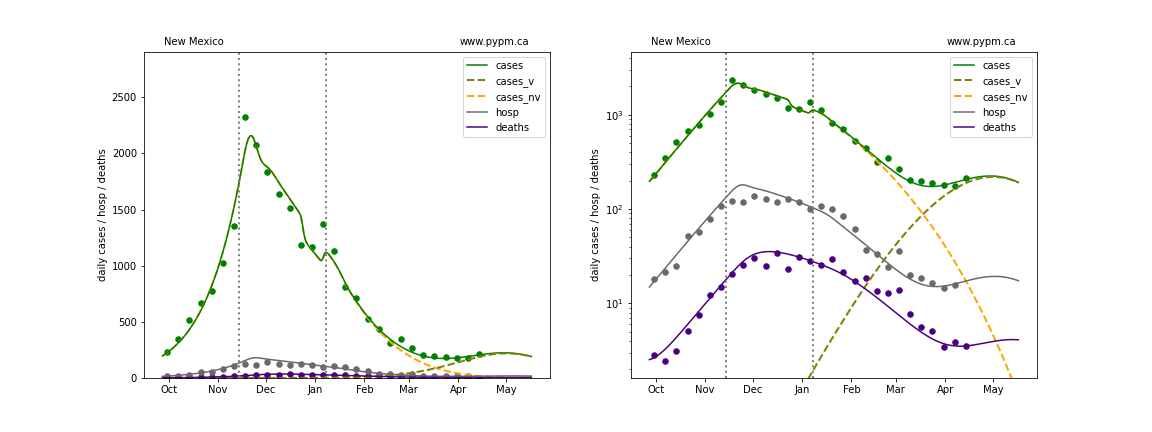 New Mexico
www.pypm.ca
daily cases / hosp / deaths
2500
2000
1500
1000
500
0
Oct
Nov
Dec
Jan
Feb
Mar
Apr
May
cases
cases_v
cases_nv
hosp
deaths
New Mexico
www.pypm.ca
daily cases / hosp / deaths
10³
10²
10¹
Oct
Nov
Dec
Jan
Feb
Mar
Apr
May
cases
cases_v
cases_nv
hosp
deaths